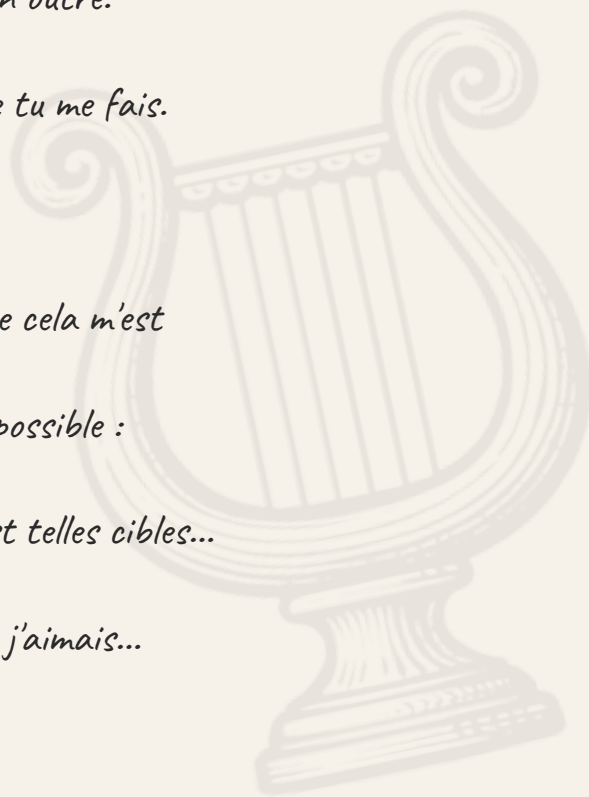 outre.
tu me fais.
cela m'est
possible :
telles cibles...
j'aimais...